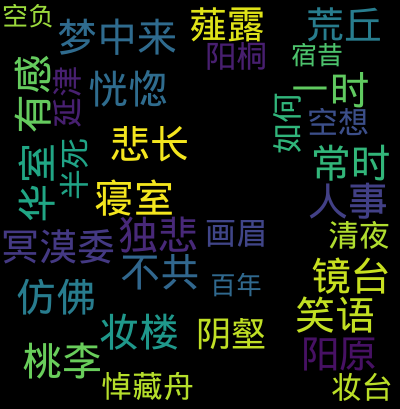 空负
梦中来
薤露
荒丘
阳桐
宿昔
有感
延津
恍惚
一时
如何
空想
悲长
华室
半死
常时
寝室
人事
独悲
画眉
清夜
冥漠委
不共
百年
镜台
仿佛
笑语
妆楼
阴壑
桃李
阳原
悼藏舟
妆台